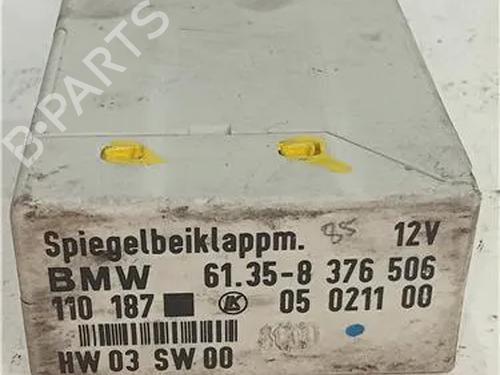 B-PARTS
Spiegelbeiklappm. 85 12V
BMW 61.35-8 376 506
110 187 LK 05 0211 00
HW 03 SW 00